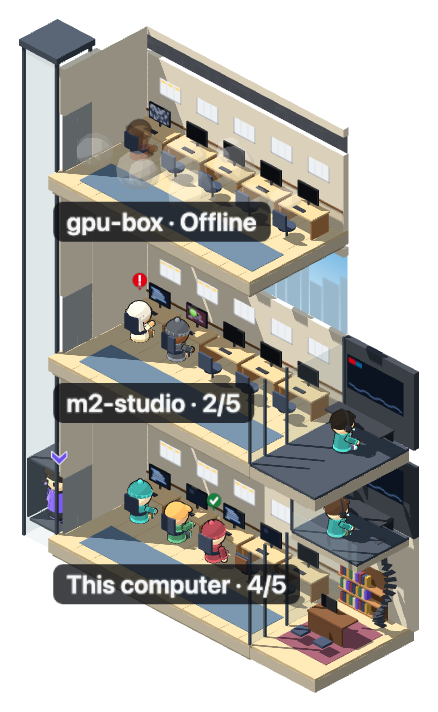 gpu-box · Offline
!
m2-studio · 2/5
This computer · 4/5